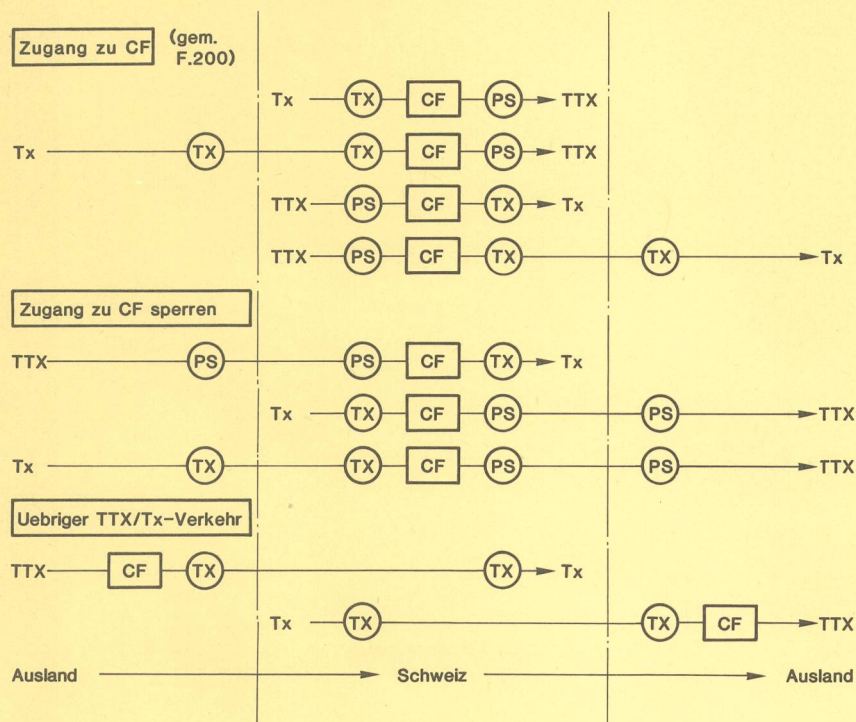 Zugang zu CF (gem. F.200)
Tx TX CF PS TTX
Tx TX TX CF PS TTX
TTX PS CF TX Tx
TTX PS CF TX TX Tx
Zugang zu CF sperren
TTX PS PS CF TX Tx
Tx TX CF PS PS TTX
Tx TX TX CF PS PS TTX
Uebriger TTX/Tx-Verkehr
TTX CF TX TX Tx
Tx TX TX CF TTX
Ausland Schweiz Ausland